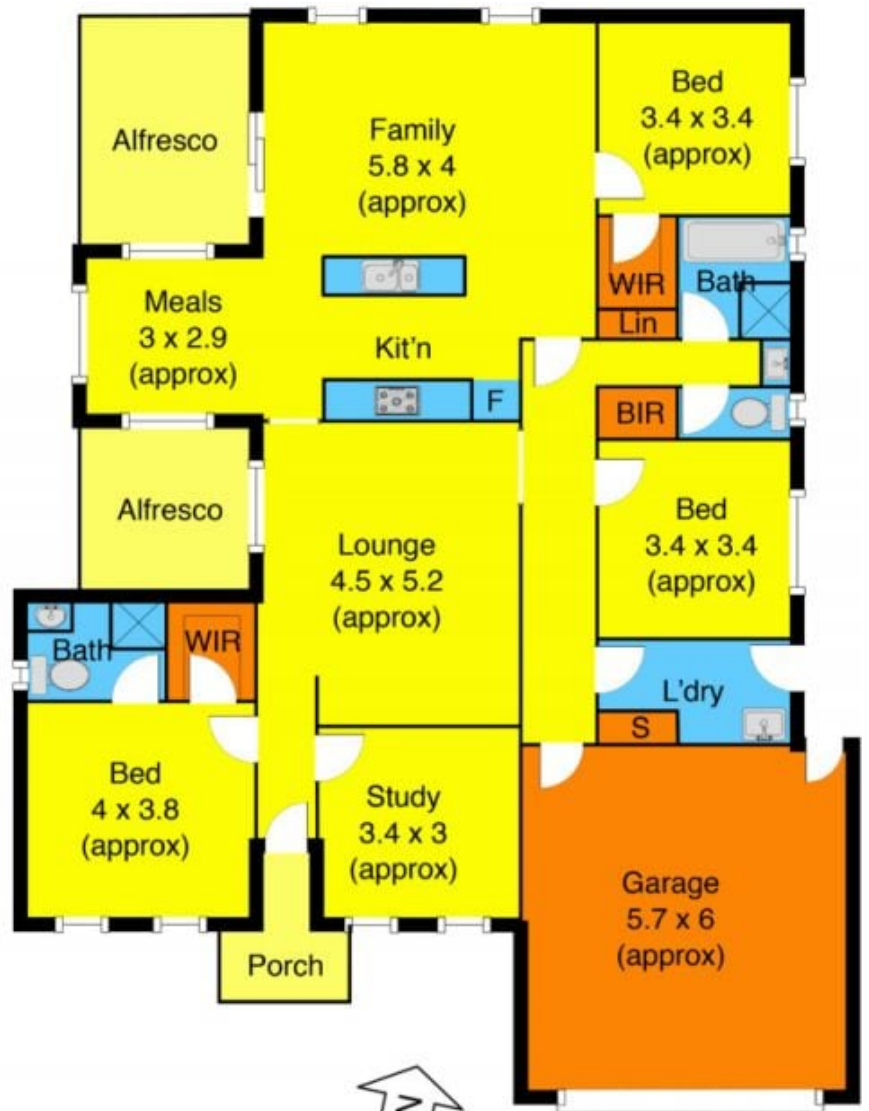 Alfresco
Family
5.8 x 4
(approx)
Bed
3.4 x 3.4
(approx)
Meals
3 x 2.9
(approx)
Kit'n
WIR
Bath
Lin
F
BIR
Alfresco
Lounge
4.5 x 5.2
(approx)
Bed
3.4 x 3.4
(approx)
Bath
WIR
L'dry
S
Bed
4 x 3.8
(approx)
Study
3.4 x 3
(approx)
Garage
5.7 x 6
(approx)
Porch